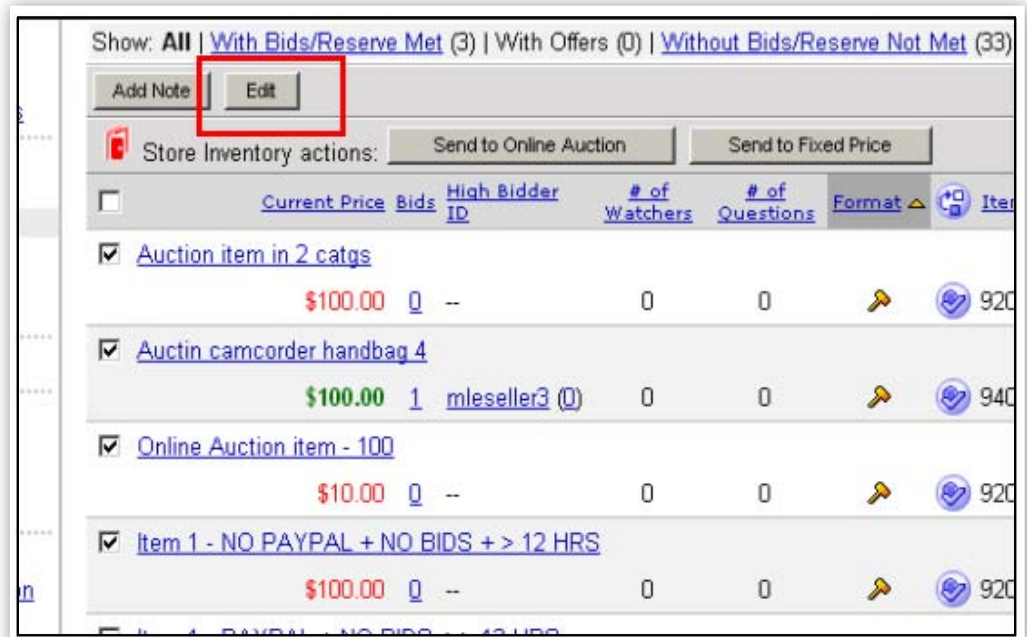 Show: All | With Bids/Reserve Met (3) | With Offers (0) | Without Bids/Reserve Not Met (33)
Add Note Edit
Store Inventory actions: Send to Online Auction Send to Fixed Price
Current Price Bids High Bidder ID # of Watchers # of Questions Format
Auction item in 2 catgs
$100.00 0 -- 0 0 920
Auctin camcorder handbag 4
$100.00 1 mleseller3 (0) 0 0 940
Online Auction item - 100
$10.00 0 -- 0 0 920
Item 1 - NO PAYPAL + NO BIDS + > 12 HRS
$100.00 0 -- 0 0 920